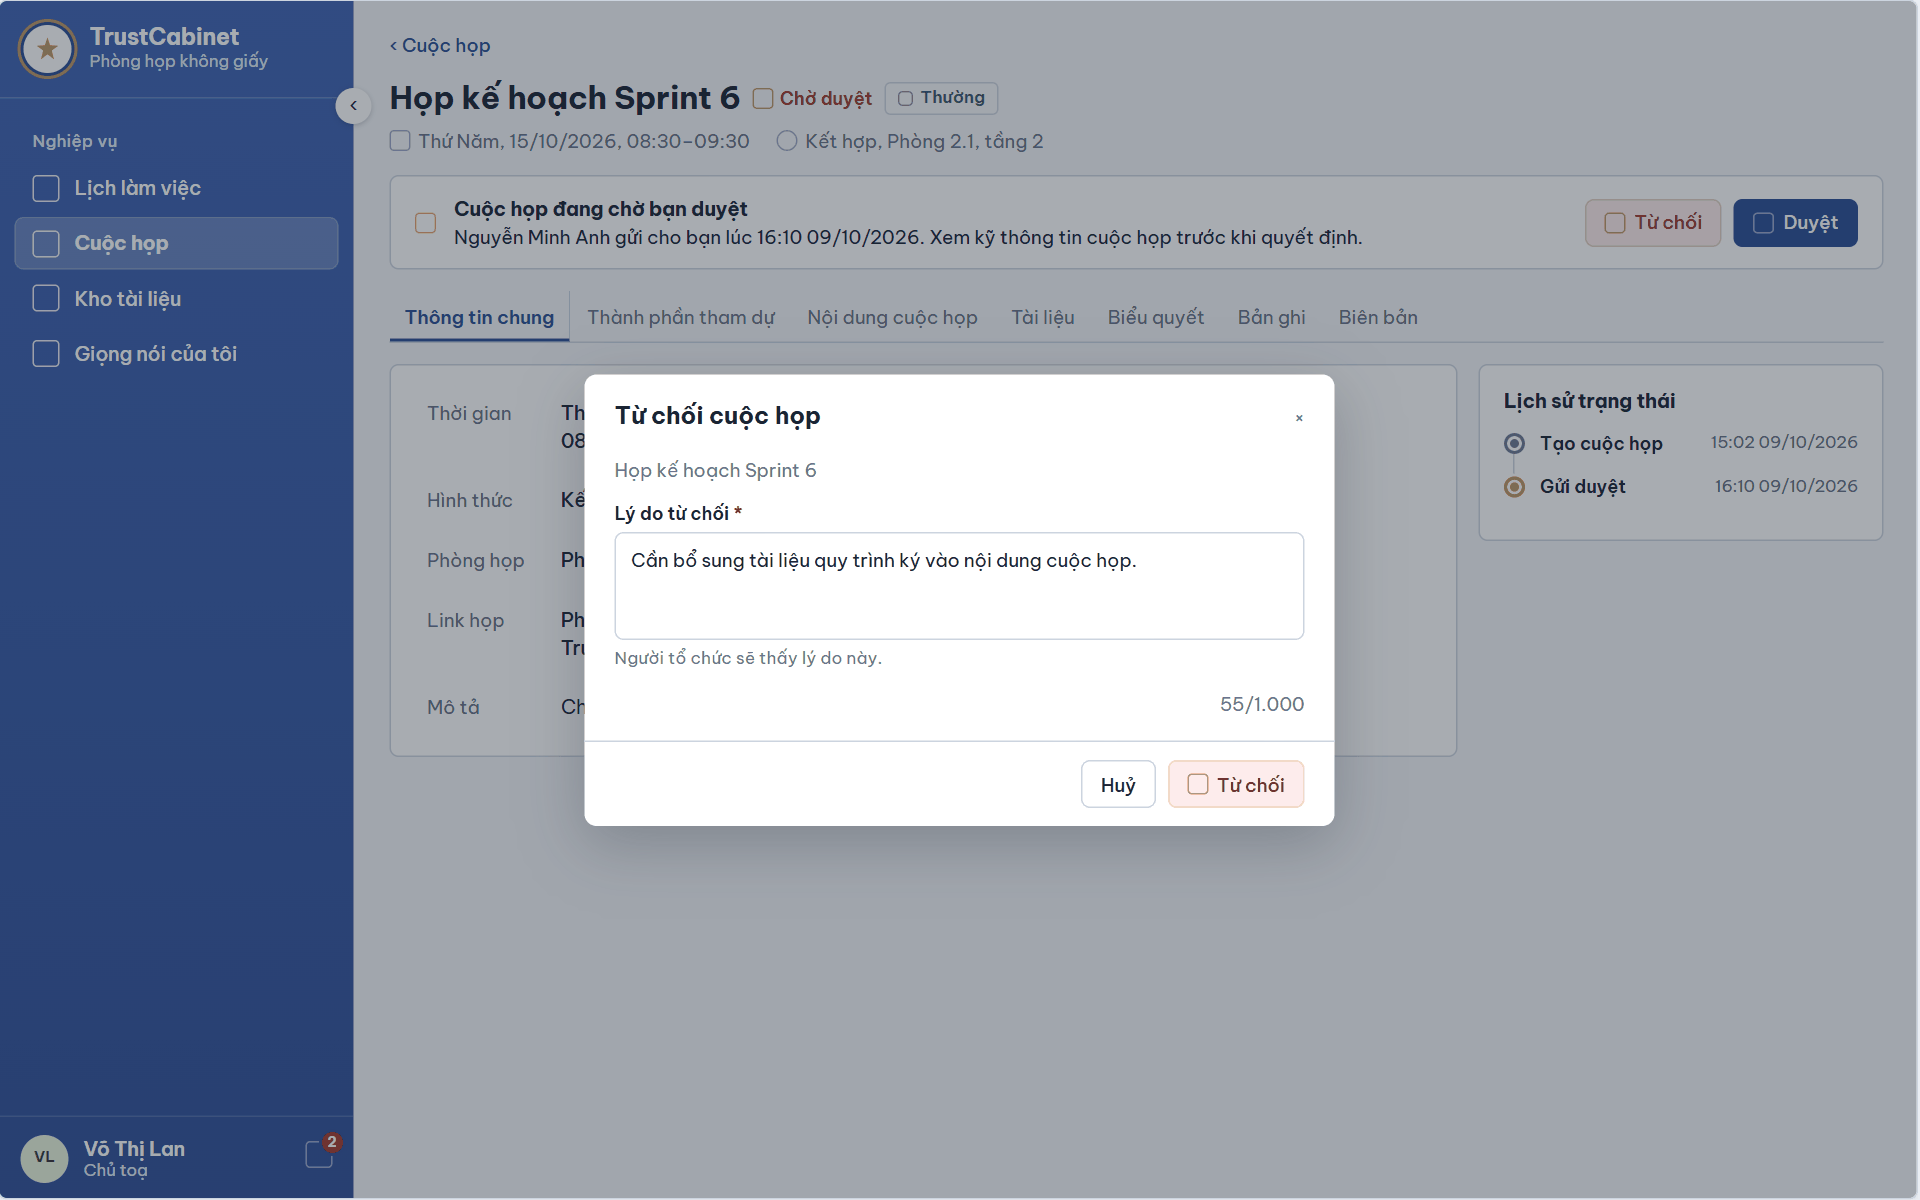 TrustCabinet
Phòng họp không giấy
Nghiệp vụ
Lịch làm việc
Cuộc họp
Kho tài liệu
Giọng nói của tôi
VL
Võ Thị Lan
Chủ toạ
2
‹ Cuộc họp
Họp kế hoạch Sprint 6
Chờ duyệt
Thường
Thứ Năm, 15/10/2026, 08:30–09:30
Kết hợp, Phòng 2.1, tầng 2
Cuộc họp đang chờ bạn duyệt
Nguyễn Minh Anh gửi cho bạn lúc 16:10 09/10/2026. Xem kỹ thông tin cuộc họp trước khi quyết định.
Từ chối
Duyệt
Thông tin chung
Thành phần tham dự
Nội dung cuộc họp
Tài liệu
Biểu quyết
Bản ghi
Biên bản
Thời gian
Th
08
Hình thức
Kế
Phòng họp
Ph
Link họp
Ph
Tru
Mô tả
Ch
Lịch sử trạng thái
Tạo cuộc họp
15:02 09/10/2026
Gửi duyệt
16:10 09/10/2026
Từ chối cuộc họp
×
Họp kế hoạch Sprint 6
Lý do từ chối *
Cần bổ sung tài liệu quy trình ký vào nội dung cuộc họp.
Người tổ chức sẽ thấy lý do này.
55/1.000
Huỷ
Từ chối